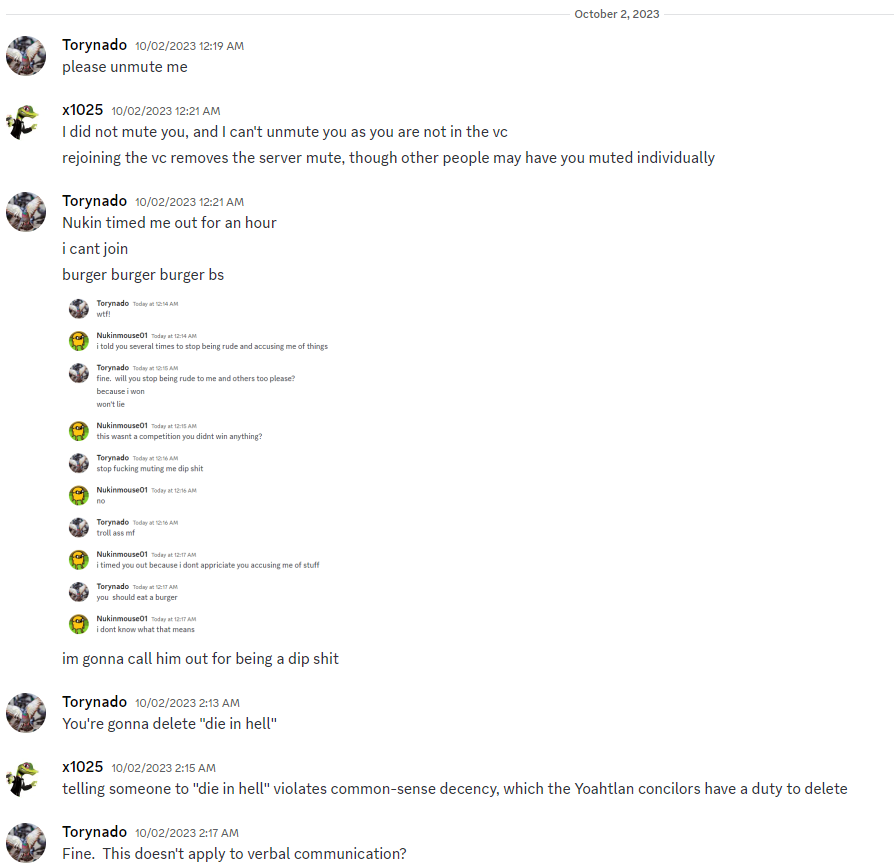 October 2, 2023
Torynado 10/02/2023 12:19 AM
please unmute me
x1025 10/02/2023 12:21 AM
I did not mute you, and I can't unmute you as you are not in the vc
rejoining the vc removes the server mute, though other people may have you muted individually
Torynado 10/02/2023 12:21 AM
Nukin timed me out for an hour
i cant join
burger burger burger bs
Torynado Today at 12:14 AM
wtf!
Nukinmouse01 Today at 12:14 AM
i told you several times to stop being rude and accusing me of things
Torynado Today at 12:15 AM
fine. will you stop being rude to me and others too please?
because i won
won't lie
Nukinmouse01 Today at 12:15 AM
this wasnt a competition you didnt win anything?
Torynado Today at 12:16 AM
stop fucking muting me dip shit
Nukinmouse01 Today at 12:16 AM
no
Torynado Today at 12:16 AM
troll ass mf
Nukinmouse01 Today at 12:17 AM
i timed you out because i dont appriciate you accusing me of stuff
Torynado Today at 12:17 AM
you should eat a burger
Nukinmouse01 Today at 12:17 AM
i dont know what that means
im gonna call him out for being a dip shit
Torynado 10/02/2023 2:13 AM
You're gonna delete "die in hell"
x1025 10/02/2023 2:15 AM
telling someone to "die in hell" violates common-sense decency, which the Yoahtlan concilors have a duty to delete
Torynado 10/02/2023 2:17 AM
Fine. This doesn't apply to verbal communication?